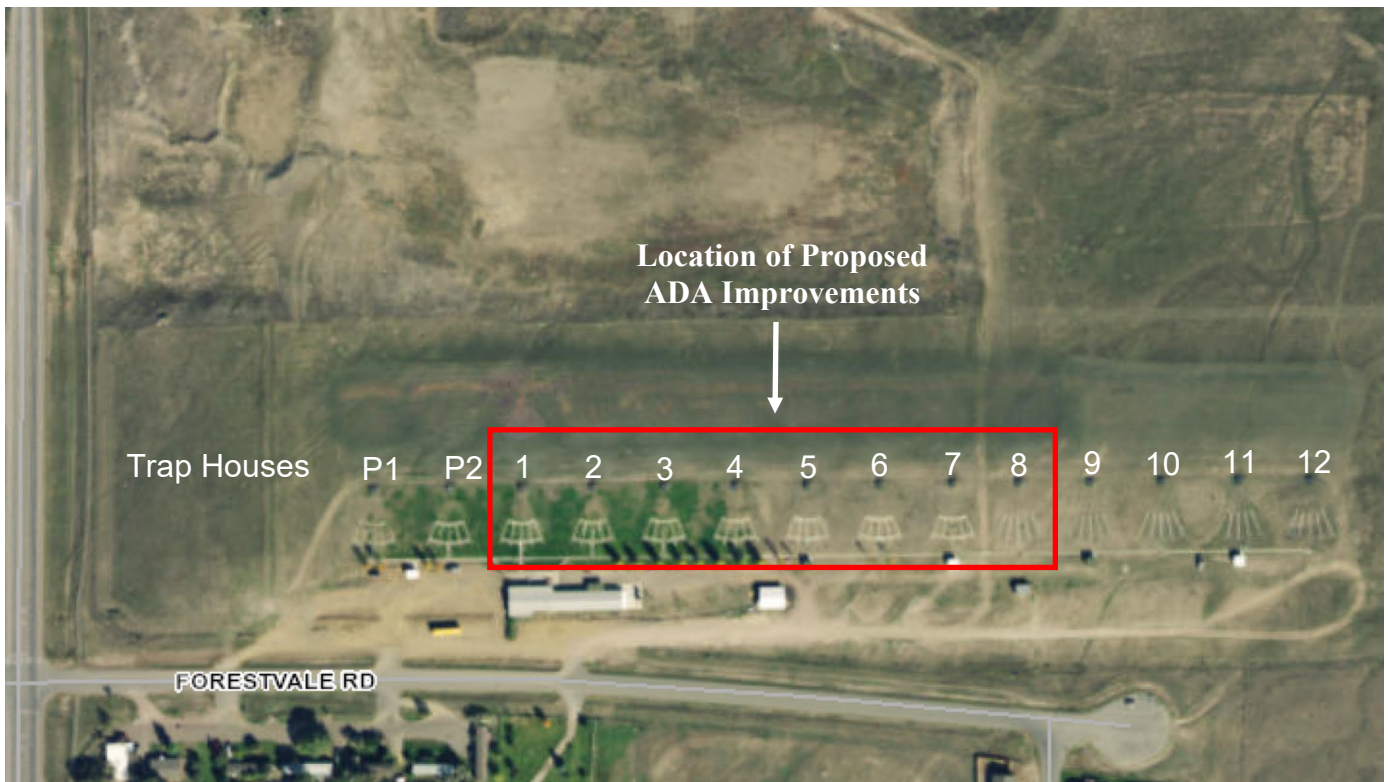 Location of Proposed
ADA Improvements
Trap Houses P1 P2 1 2 3 4 5 6 7 8 9 10 11 12
FORESTVALE RD